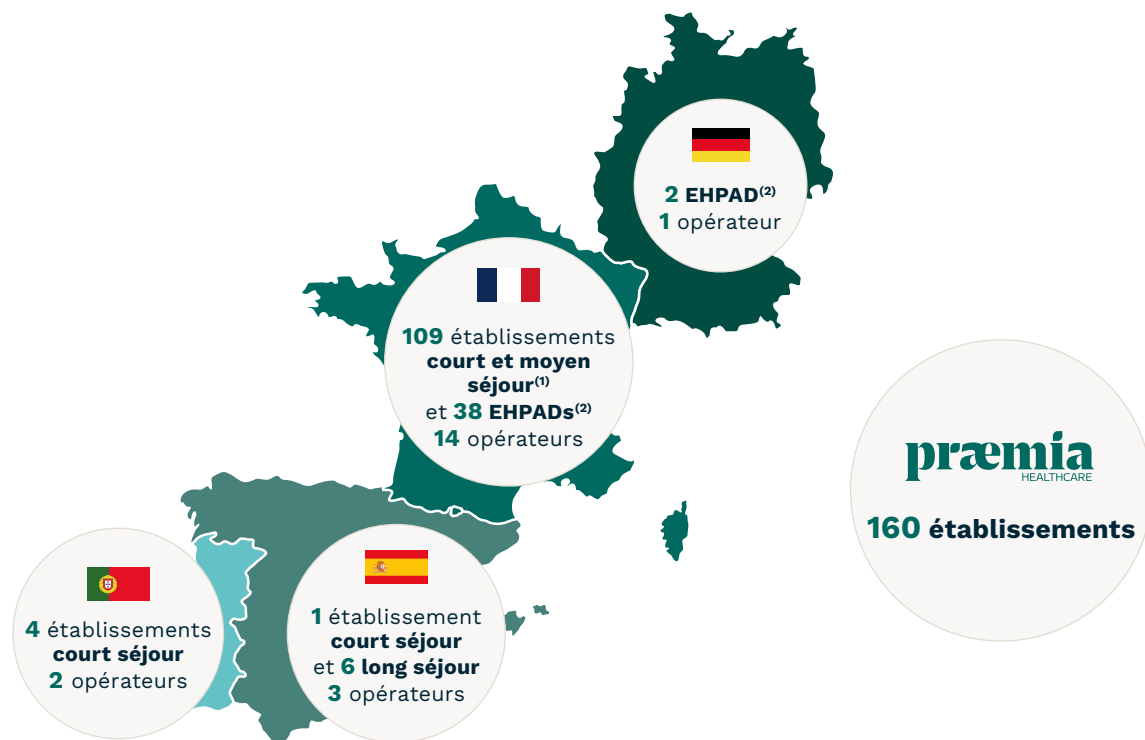 2 EHPAD(2)
1 opérateur
109 établissements
court et moyen
séjour(1)
et 38 EHPADs(2)
14 opérateurs
præmia
HEALTHCARE
160 établissements
4 établissements
court séjour
2 opérateurs
1 établissement
court séjour
et 6 long séjour
3 opérateurs